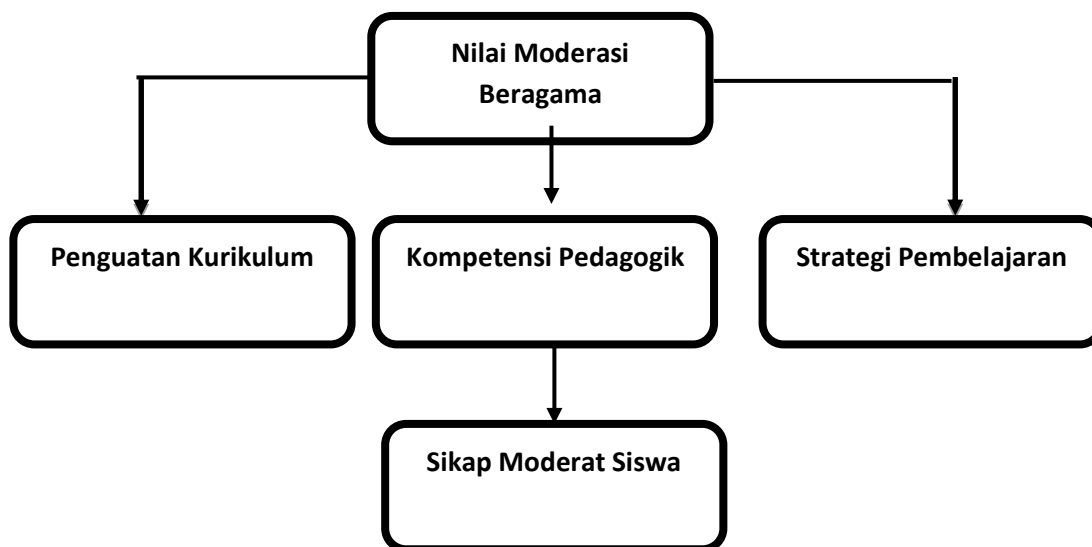 Nilai Moderasi
Beragama
Penguatan Kurikulum
Kompetensi Pedagogik
Strategi Pembelajaran
Sikap Moderat Siswa